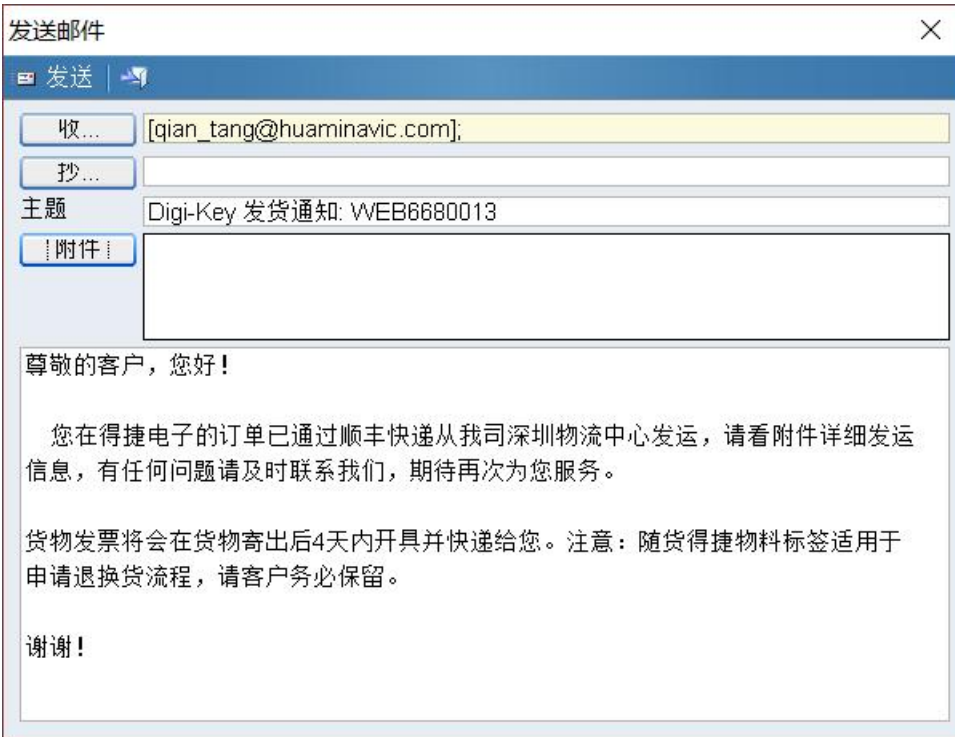 发送邮件
发送
收...
[qian_tang@huaminavic.com];
抄...
主题
Digi-Key 发货通知: WEB6680013
附件
尊敬的客户，您好！
您在得捷电子的订单已通过顺丰快递从我司深圳物流中心发运，请看附件详细发运
信息，有任何问题请及时联系我们，期待再次为您服务。
货物发票将会在货物寄出后4天内开具并快递给您。注意：随货得捷物料标签适用于
申请退换货流程，请客户务必保留。
谢谢！